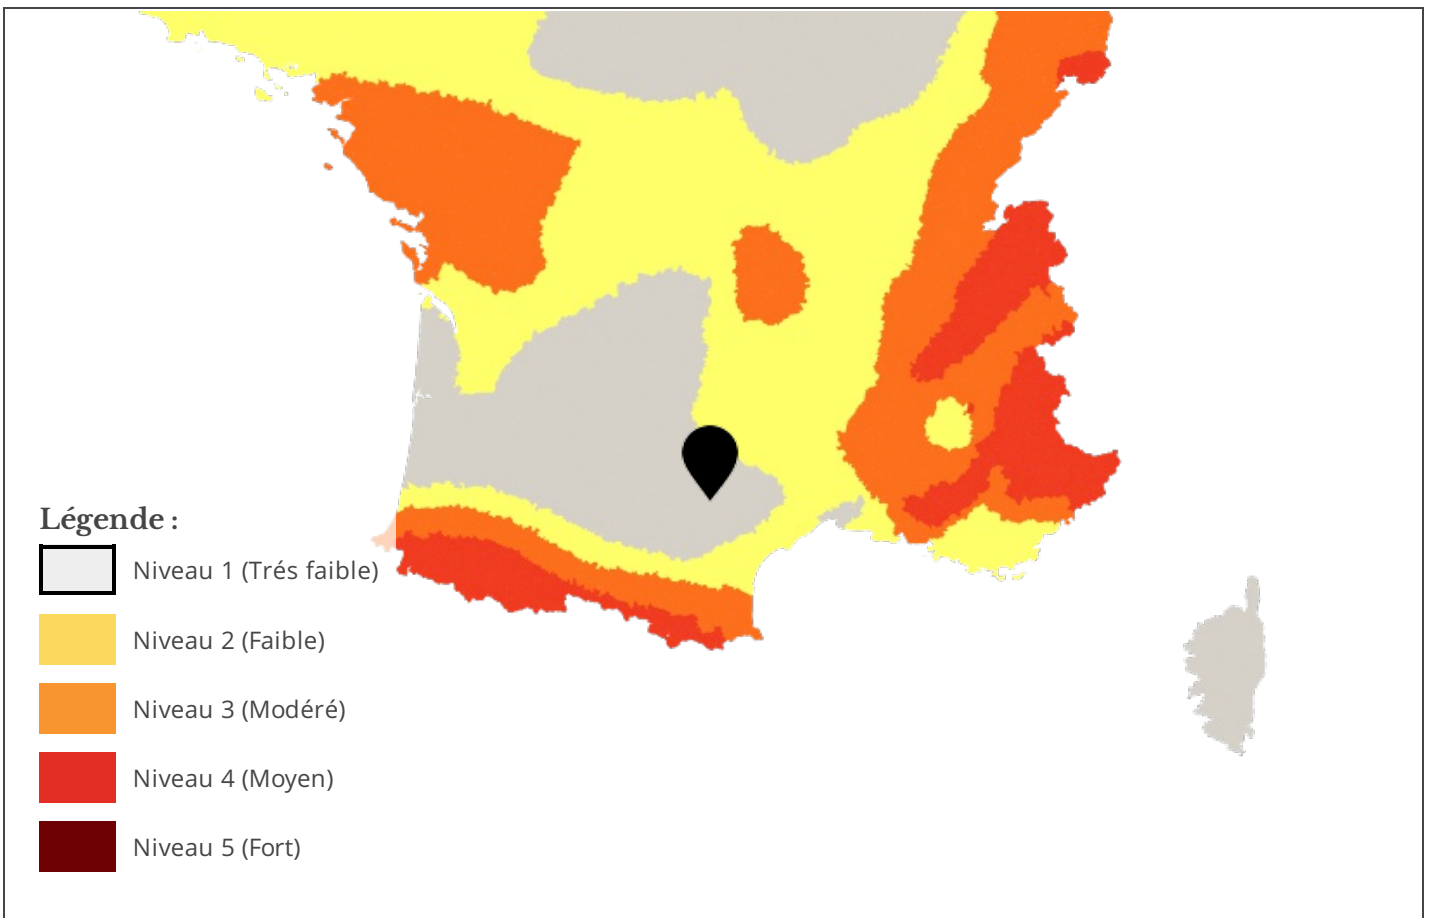 Légende :
Niveau 1 (Trés faible)
Niveau 2 (Faible)
Niveau 3 (Modéré)
Niveau 4 (Moyen)
Niveau 5 (Fort)